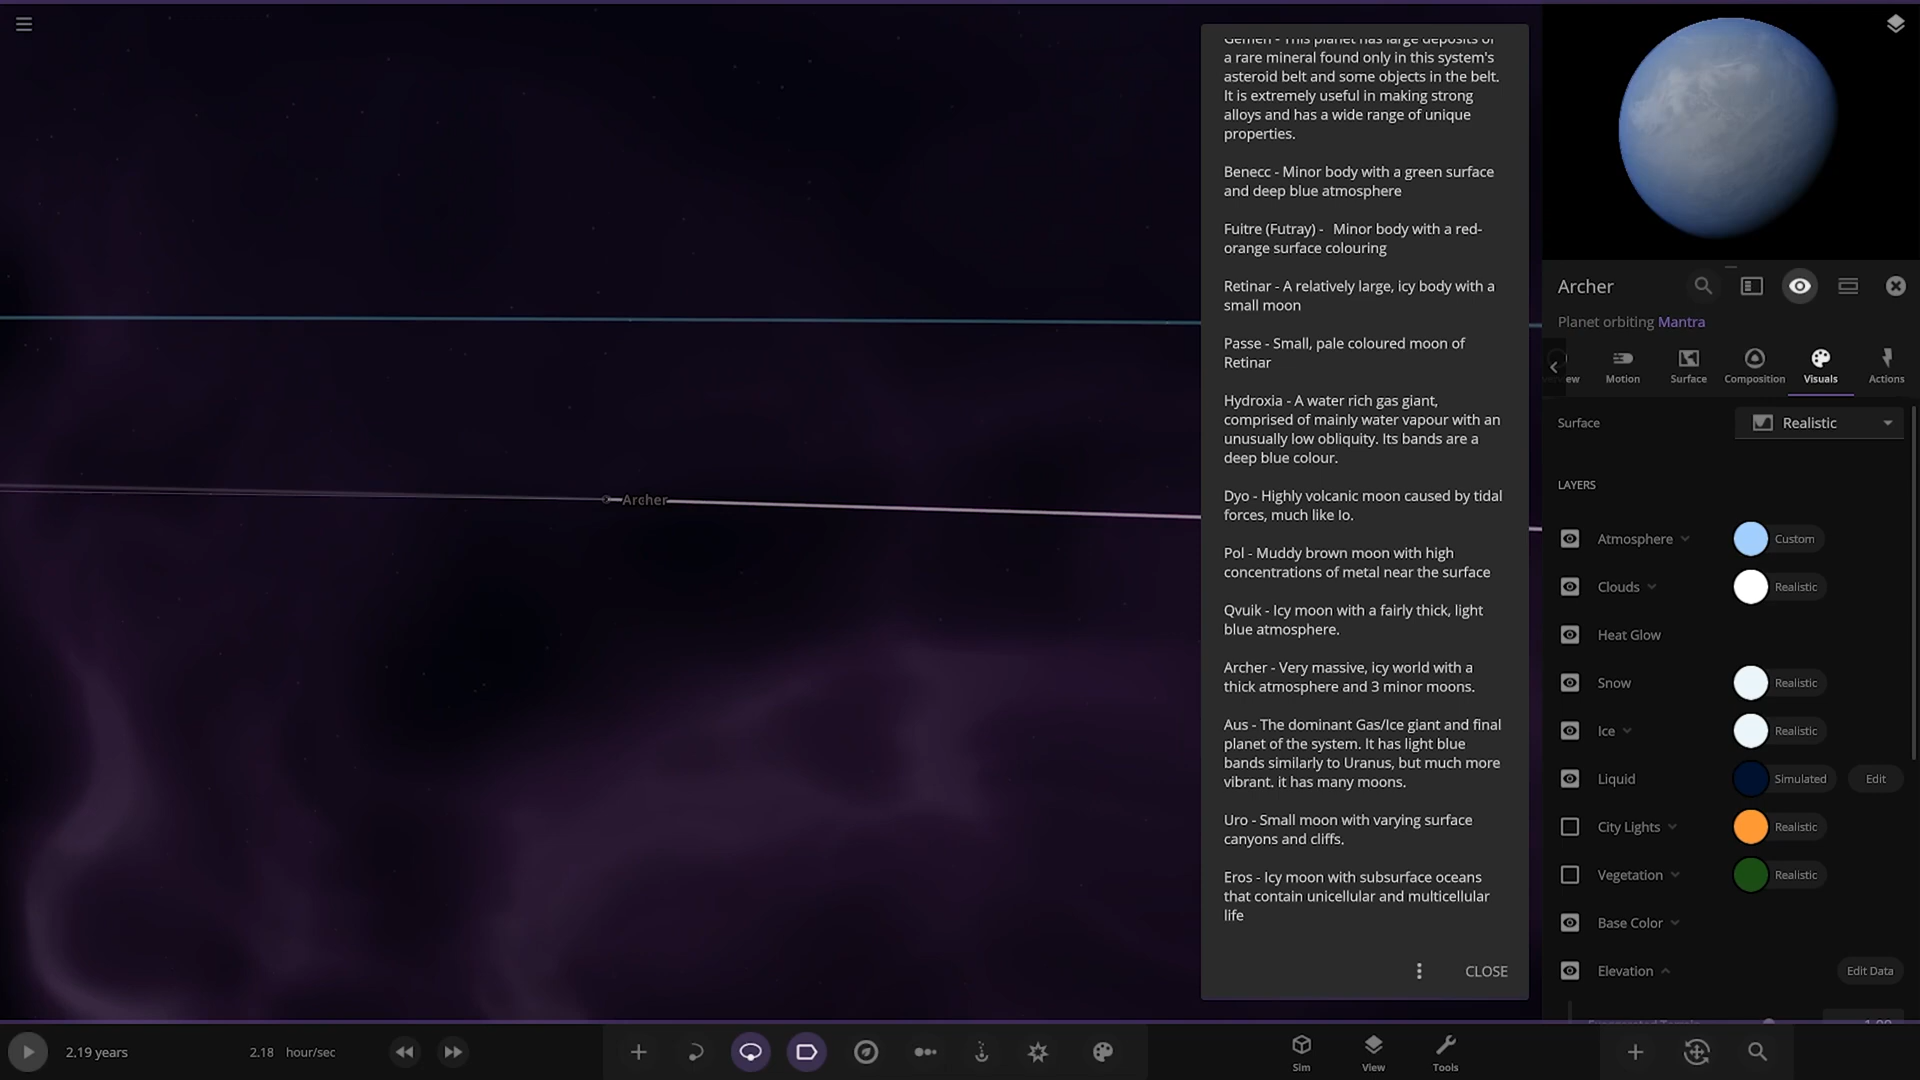 Gemen - This planet has large deposits of
a rare mineral found only in this system's
asteroid belt and some objects in the belt.
It is extremely useful in making strong
alloys and has a wide range of unique
properties.
Benecc - Minor body with a green surface
and deep blue atmosphere
Fuitre (Futray) - Minor body with a red-
orange surface colouring
Retinar - A relatively large, icy body with a
small moon
Passe - Small, pale coloured moon of
Retinar
Hydroxia - A water rich gas giant,
comprised of mainly water vapour with an
unusually low obliquity. Its bands are a
deep blue colour.
Dyo - Highly volcanic moon caused by tidal
forces, much like Io.
Pol - Muddy brown moon with high
concentrations of metal near the surface
Qvuik - Icy moon with a fairly thick, light
blue atmosphere.
Archer - Very massive, icy world with a
thick atmosphere and 3 minor moons.
Aus - The dominant Gas/Ice giant and final
planet of the system. It has light blue
bands similarly to Uranus, but much more
vibrant, it has many moons.
Uro - Small moon with varying surface
canyons and cliffs,
Eros - Icy moon with subsurface oceans
that contain unicellular and multicellular
life
CLOSE
Archer
Archer
Planet orbiting Mantra
Motion
Surface
Composition
Visuals
Actions
Surface
Realistic
LAYERS
Atmosphere
Custom
Clouds
Realistic
Heat Glow
Snow
Realistic
Ice
Realistic
Liquid
Simulated
Edit
City Lights
Realistic
Vegetation
Realistic
Base Color
Elevation
Edit Data
2.19 years
2.18 hour/sec
Sim
View
Tools